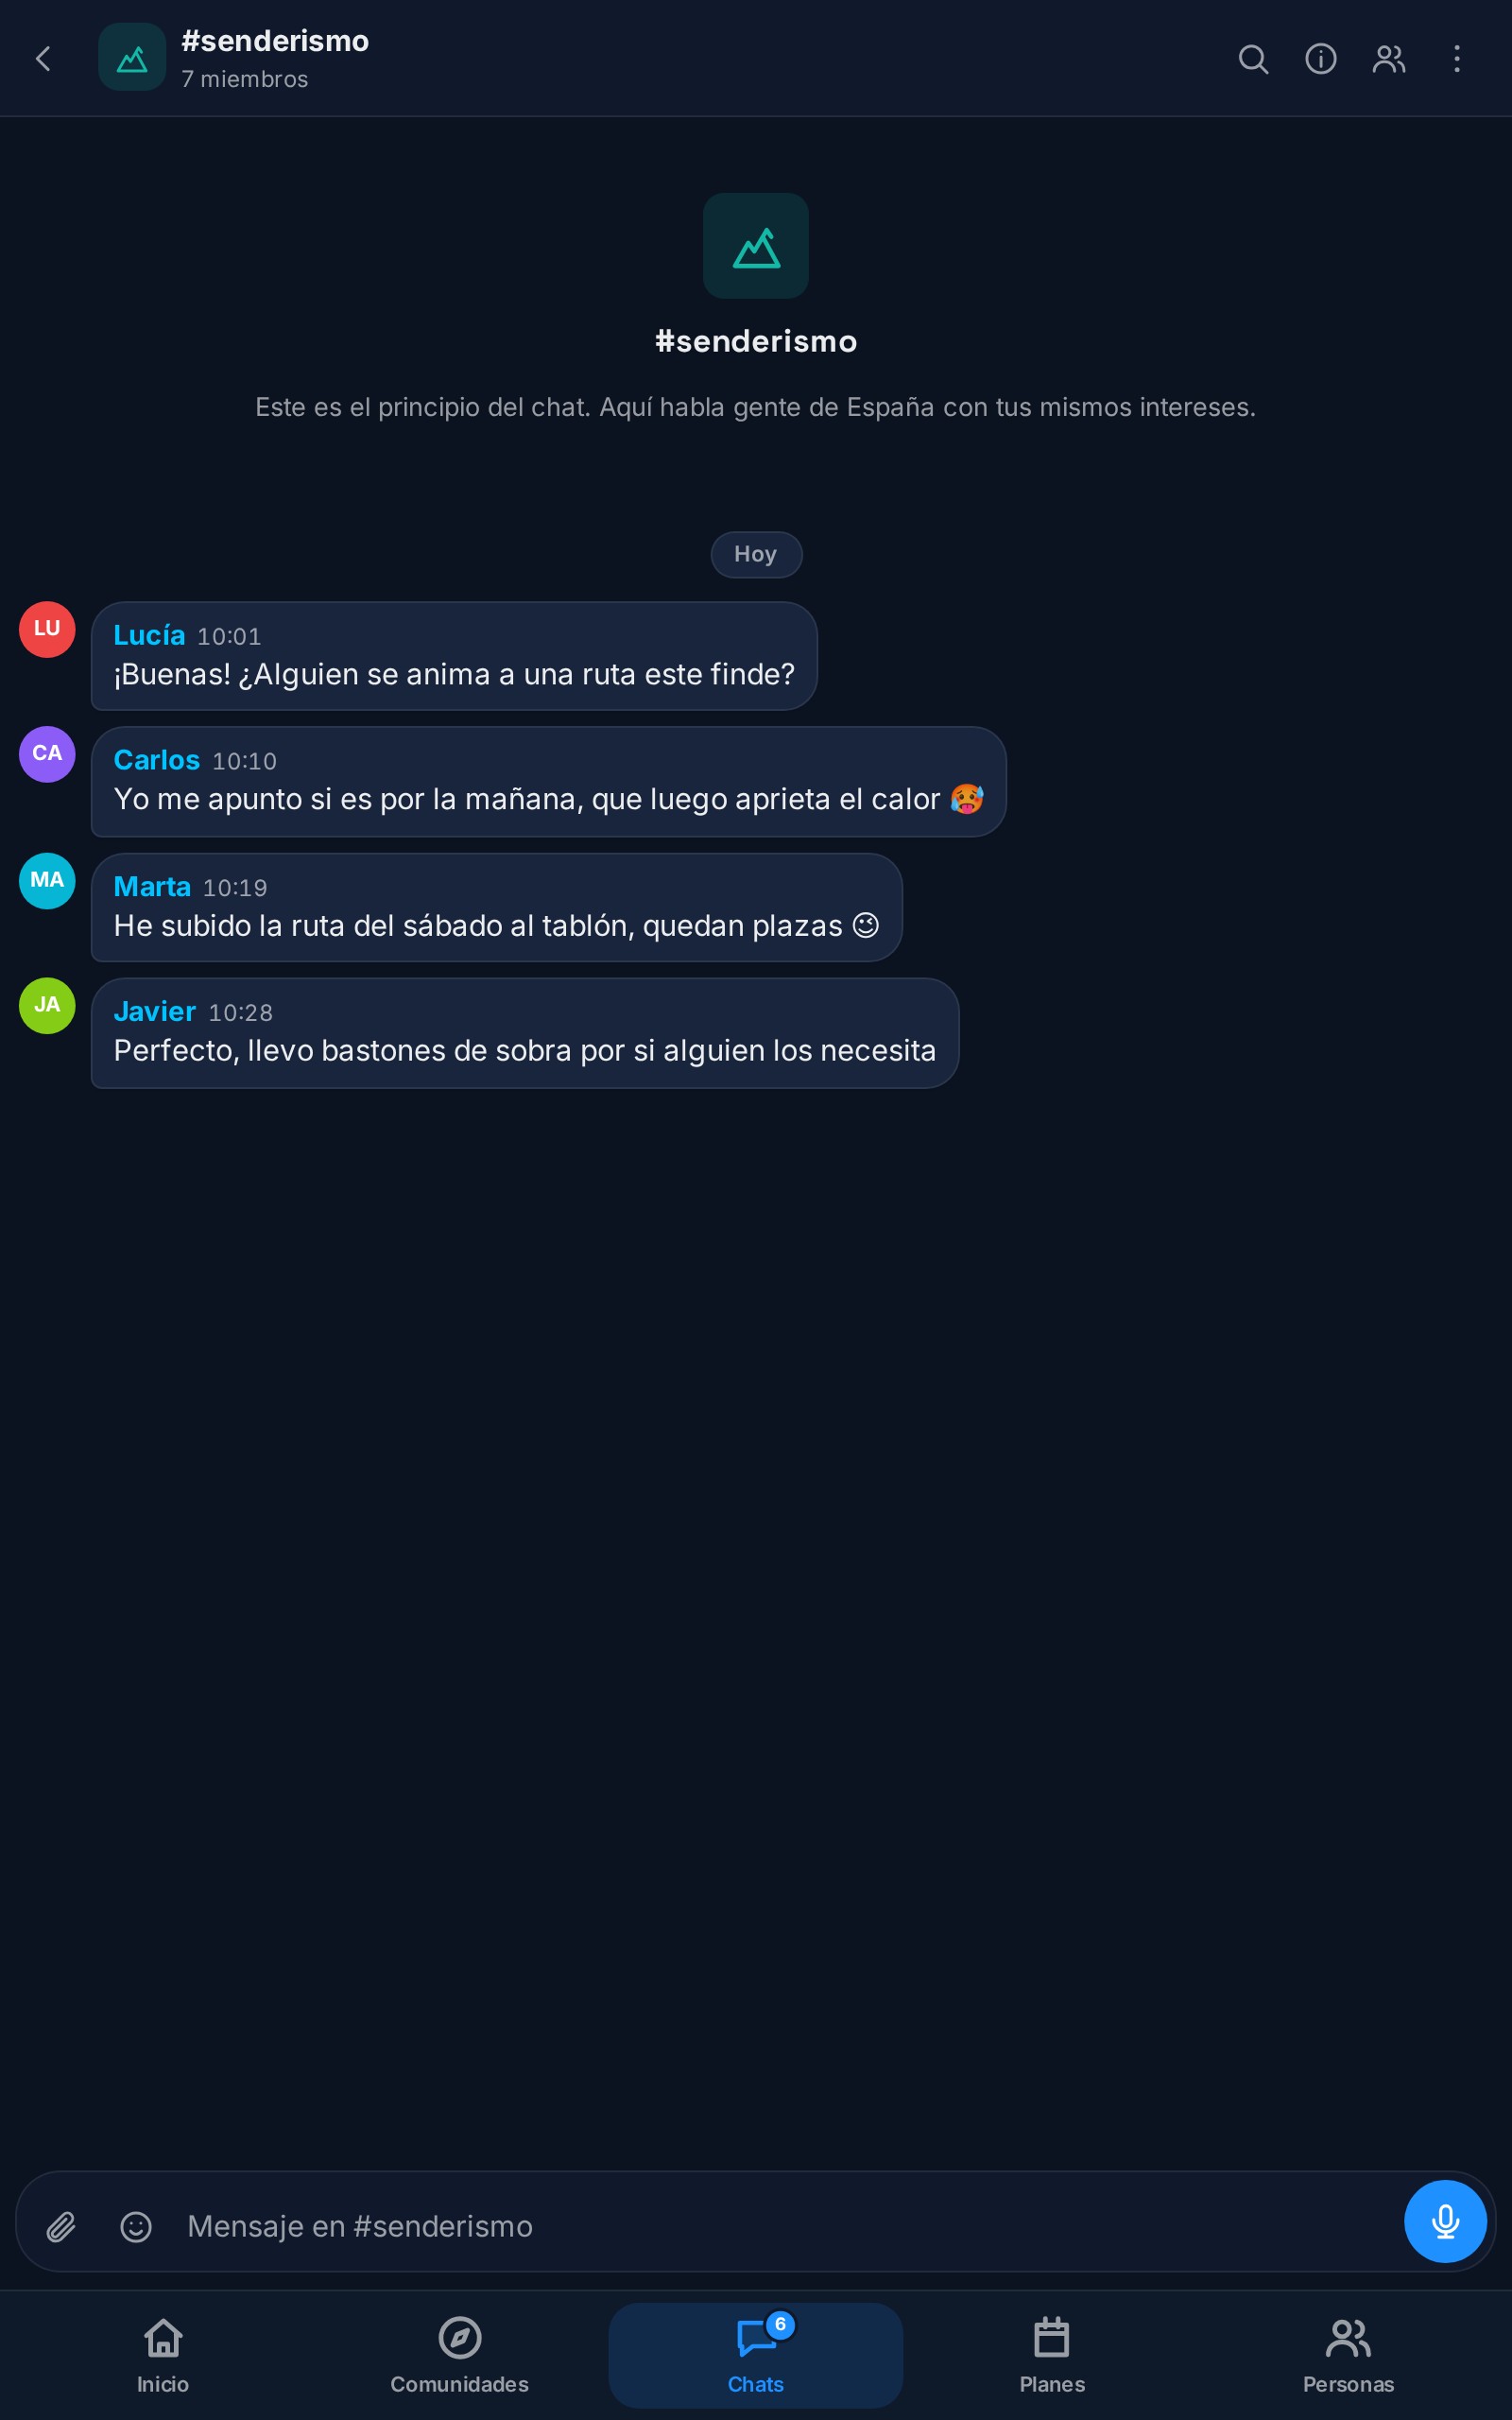 #senderismo
7 miembros
#senderismo
Este es el principio del chat. Aquí habla gente de España con tus mismos intereses.
Hoy
LU
Lucía 10:01
¡Buenas! ¿Alguien se anima a una ruta este finde?
CA
Carlos 10:10
Yo me apunto si es por la mañana, que luego aprieta el calor 🥵
MA
Marta 10:19
He subido la ruta del sábado al tablón, quedan plazas 😉
JA
Javier 10:28
Perfecto, llevo bastones de sobra por si alguien los necesita
Mensaje en #senderismo
6
Inicio Comunidades Chats Planes Personas